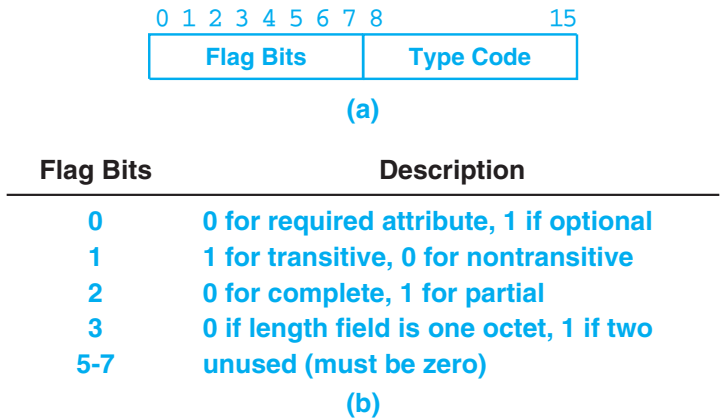 0 1 2 3 4 5 6 7 8 15
Flag Bits Type Code
(a)
Flag Bits Description
0 0 for required attribute, 1 if optional
1 1 for transitive, 0 for nontransitive
2 0 for complete, 1 for partial
3 0 if length field is one octet, 1 if two
5-7 unused (must be zero)
(b)